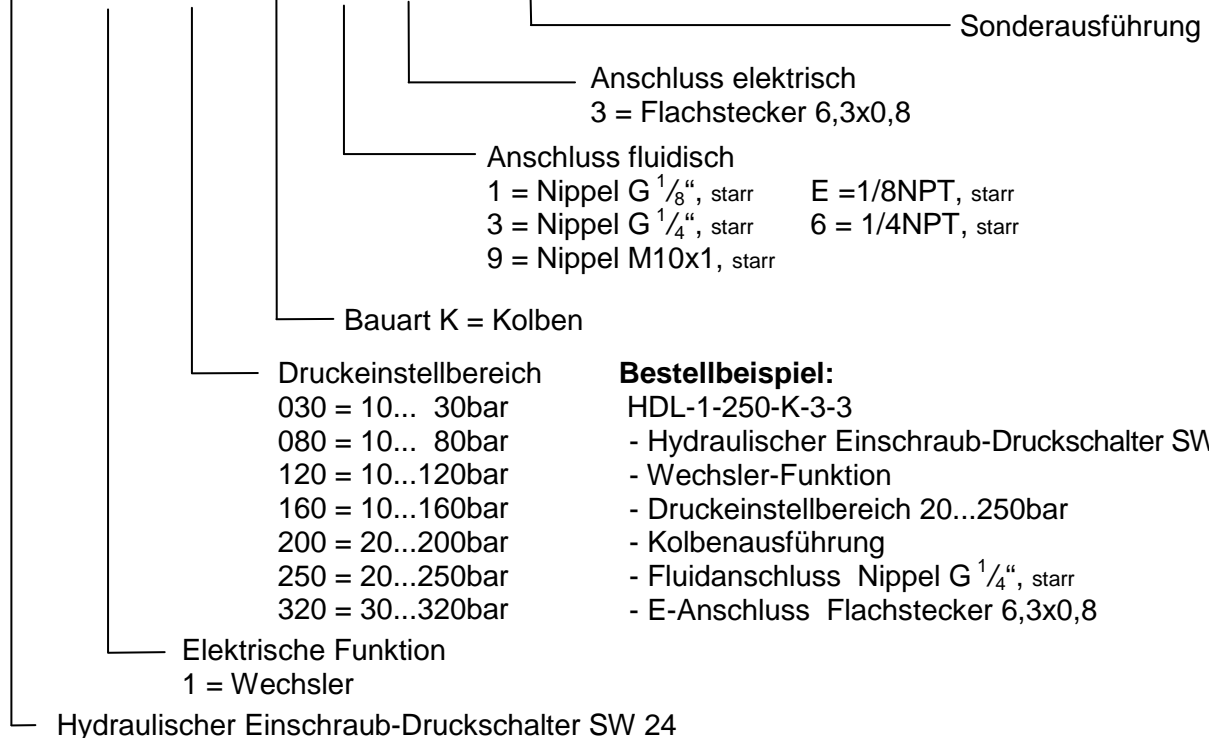 Sonderausführung
Anschluss elektrisch
3 = Flachstecker 6,3x0,8
Anschluss fluidisch
1 = Nippel G 1/8“, starr E =1/8NPT, starr
3 = Nippel G 1/4“, starr 6 = 1/4NPT, starr
9 = Nippel M10x1, starr
Bauart K = Kolben
Druckeinstellbereich Bestellbeispiel:
030 = 10... 30bar HDL-1-250-K-3-3
080 = 10... 80bar - Hydraulischer Einschraub-Druckschalter SW
120 = 10...120bar - Wechsler-Funktion
160 = 10...160bar - Druckeinstellbereich 20...250bar
200 = 20...200bar - Kolbenausführung
250 = 20...250bar - Fluidanschluss Nippel G 1/4“, starr
320 = 30...320bar - E-Anschluss Flachstecker 6,3x0,8
Elektrische Funktion
1 = Wechsler
Hydraulischer Einschraub-Druckschalter SW 24